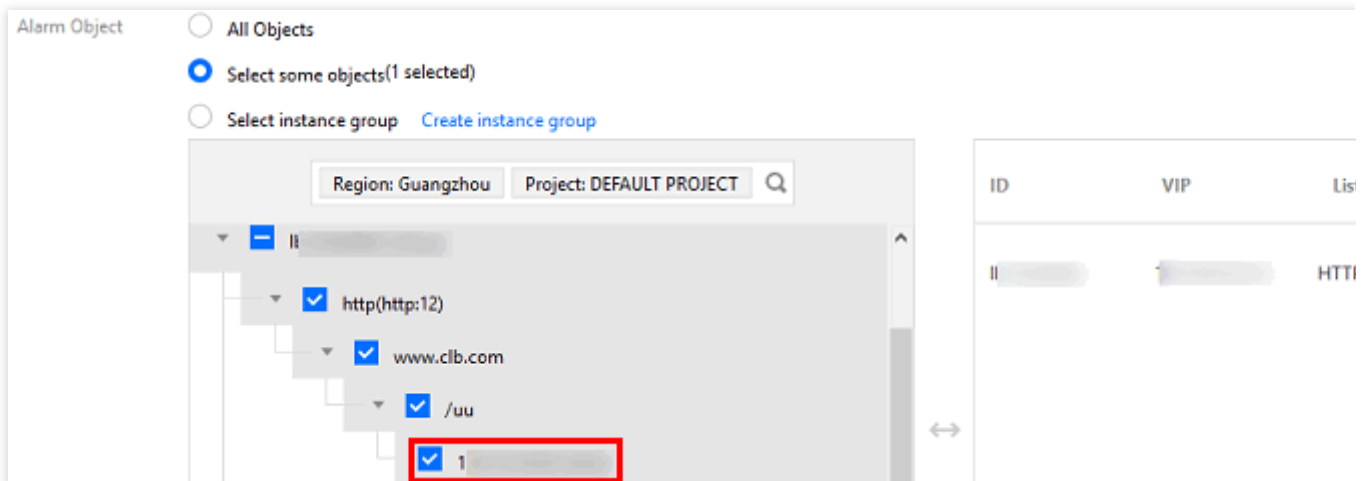 Alarm Object
All Objects
Select some objects(1 selected)
Select instance group Create instance group
Region: Guangzhou Project: DEFAULT PROJECT
ID VIP
http(http:12)
www.clb.com
/uu
1